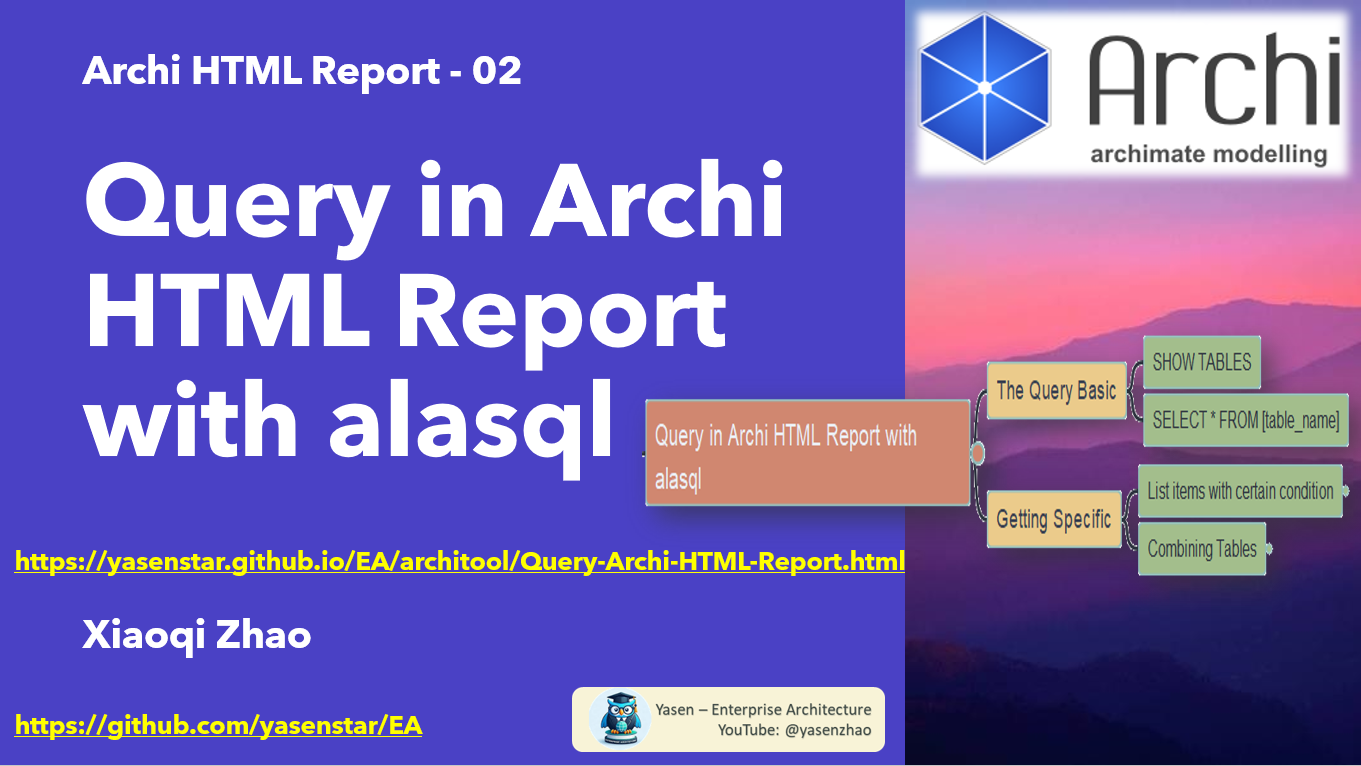 Archi HTML Report - 02
Query in Archi
HTML Report
with alasql
https://yasenstar.github.io/EA/architool/Query-Archi-HTML-Report.html
Xiaoqi Zhao
https://github.com/yasenstar/EA
Yasen – Enterprise Architecture
YouTube: @yasenzhao
Archi
archimate modelling
Query in Archi HTML Report with
alasql
The Query Basic
SHOW TABLES
SELECT * FROM [table_name]
Getting Specific
List items with certain condition
Combining Tables